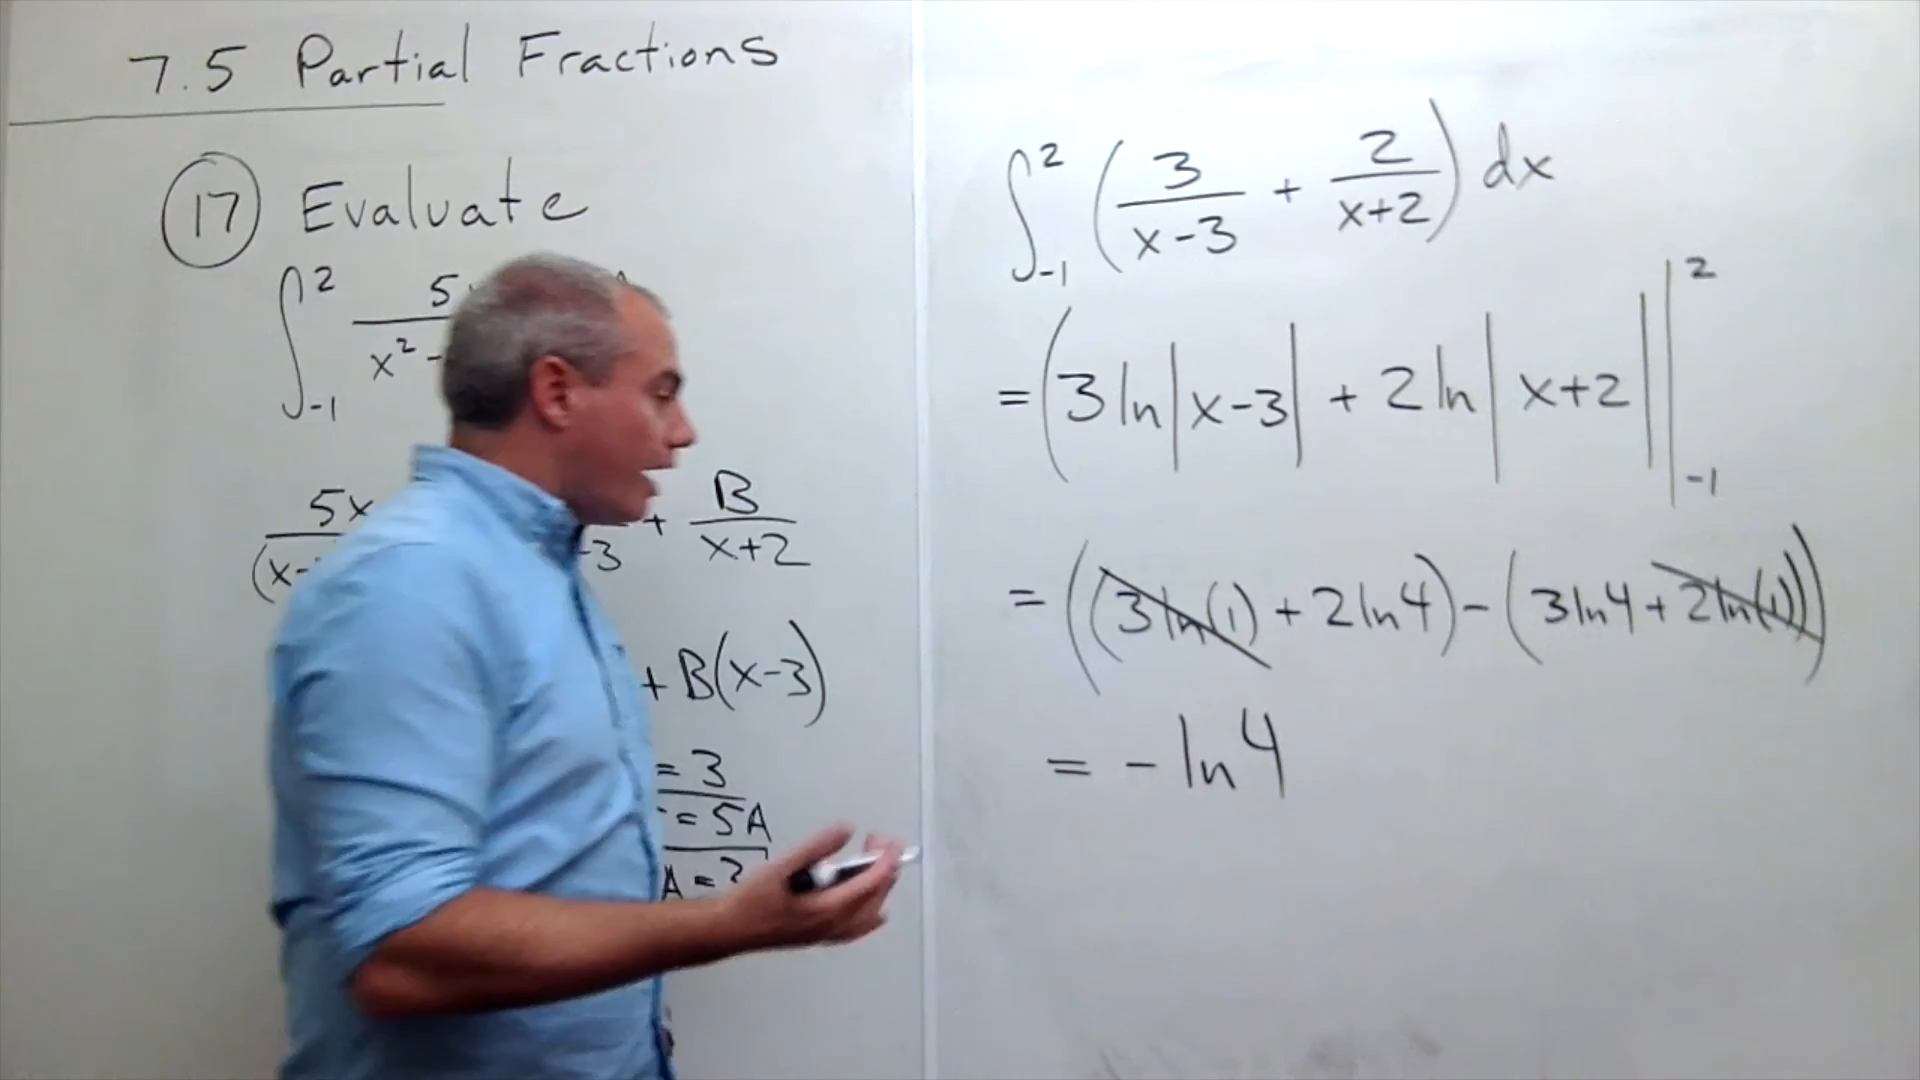 7.5 Partial Fractions
17 Evaluate
∫_{-1}^{2} 5 / x² -
5x / (x- -3 + B / x+2
+ B(x-3)
= 3
= 5A
A = 3
∫_{-1}^{2} (3/(x-3) + 2/(x+2)) dx
= (3 ln|x-3| + 2 ln|x+2| |_{-1}^{2}
= ((3 ln(1) + 2 ln 4) - (3 ln 4 + 2 ln(1)))
= - ln 4